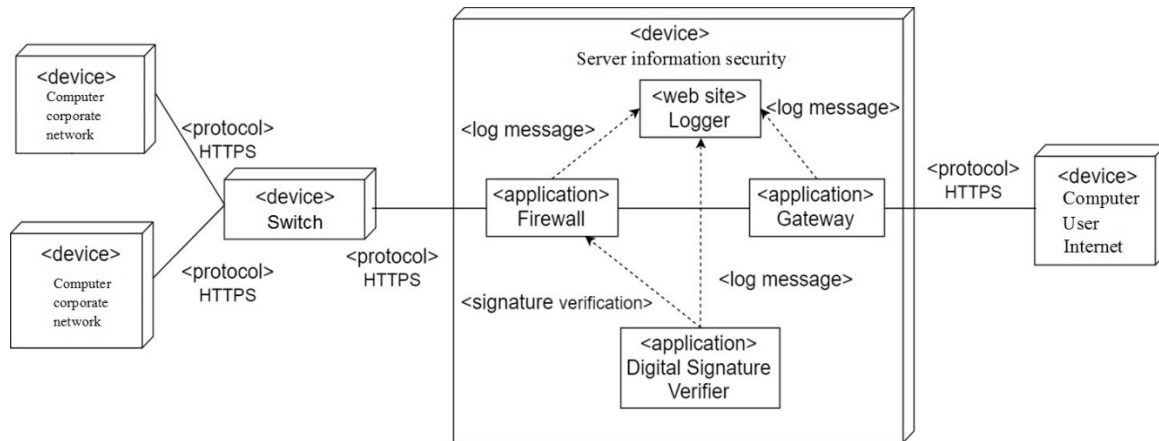 <device>
Computer
corporate
network
<protocol>
HTTPS
<device>
Switch
<device>
Computer
corporate
network
<protocol>
HTTPS
<protocol>
HTTPS
<device>
Server information security
<web site>
Logger
<log message>
<log message>
<application>
Firewall
<application>
Gateway
<log message>
<signature verification>
<application>
Digital Signature
Verifier
<protocol>
HTTPS
<device>
Computer
User
Internet